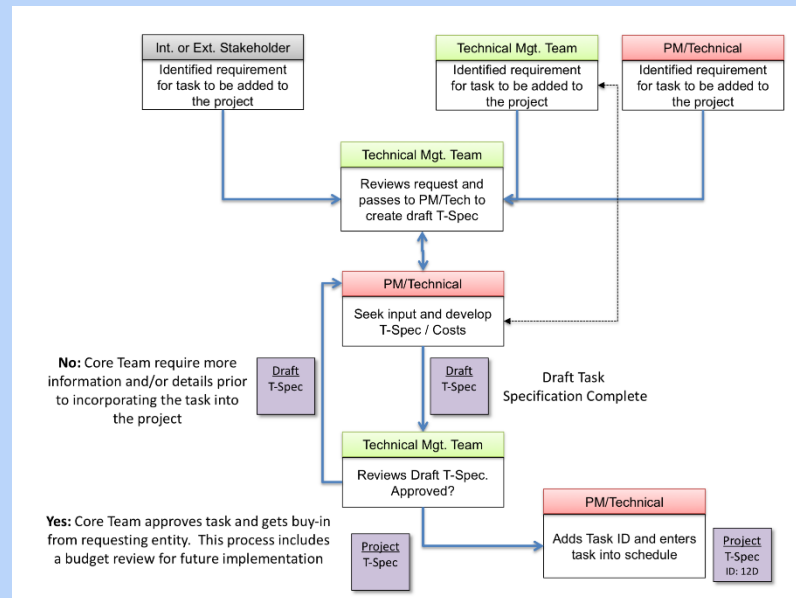 Int. or Ext. Stakeholder
Identified requirement
for task to be added to
the project
Technical Mgt. Team
Identified requirement
for task to be added to
the project
PM/Technical
Identified requirement
for task to be added to
the project
Technical Mgt. Team
Reviews request and
passes to PM/Tech to
create draft T-Spec
PM/Technical
Seek input and develop
T-Spec / Costs
No: Core Team require more
information and/or details prior
to incorporating the task into
the project
Draft
T-Spec
Draft
T-Spec
Draft Task
Specification Complete
Technical Mgt. Team
Reviews Draft T-Spec.
Approved?
Yes: Core Team approves task and gets buy-in
from requesting entity. This process includes
a budget review for future implementation
Project
T-Spec
PM/Technical
Adds Task ID and enters
task into schedule
Project
T-Spec
ID: 12D